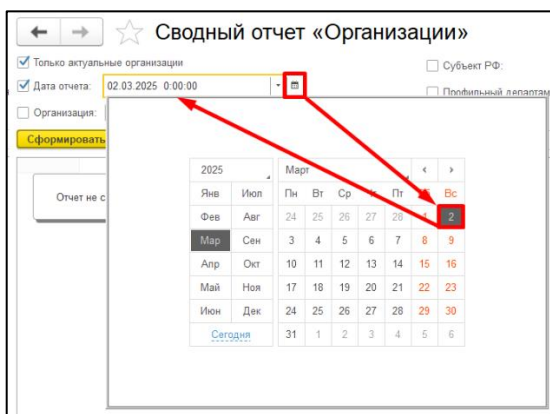 Сводный отчет «Организации»
Только актуальные организации
Субъект РФ:
Дата отчета: 02.03.2025 0:00:00
Профильный департам
Организация:
Сформировать
Отчет не с
2025 Март
Янв Июл Пн Вт Ср Пт Вс
Фев Авг 24 25 26 27 28 1 2
Мар Сен 3 4 5 6 7 8 9
Апр Окт 10 11 12 13 14 15 16
Май Ноя 17 18 19 20 21 22 23
Июн Дек 24 25 26 27 28 29 30
Сегодня 31 1 2 3 4 5 6